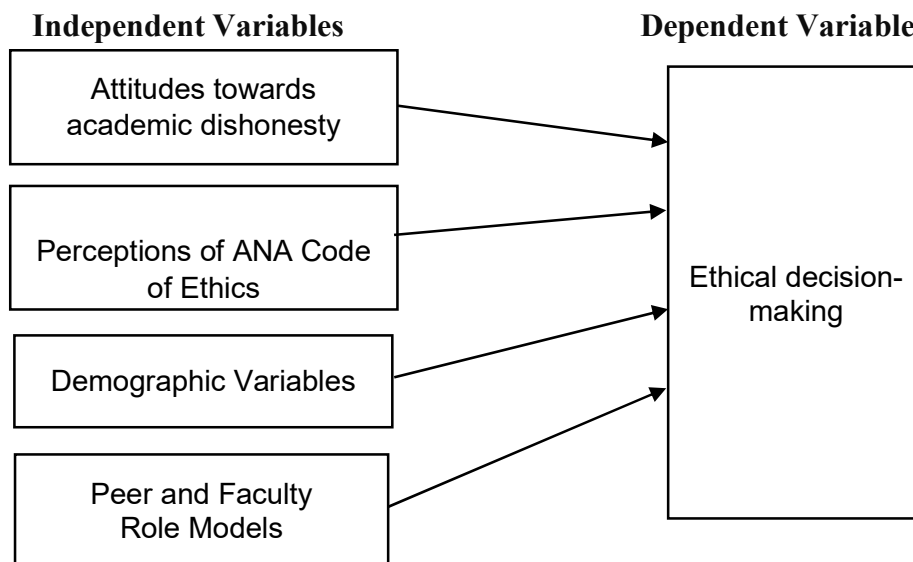 Independent Variables
Dependent Variable
Attitudes towards
academic dishonesty
Perceptions of ANA Code
of Ethics
Demographic Variables
Peer and Faculty
Role Models
Ethical decision-
making